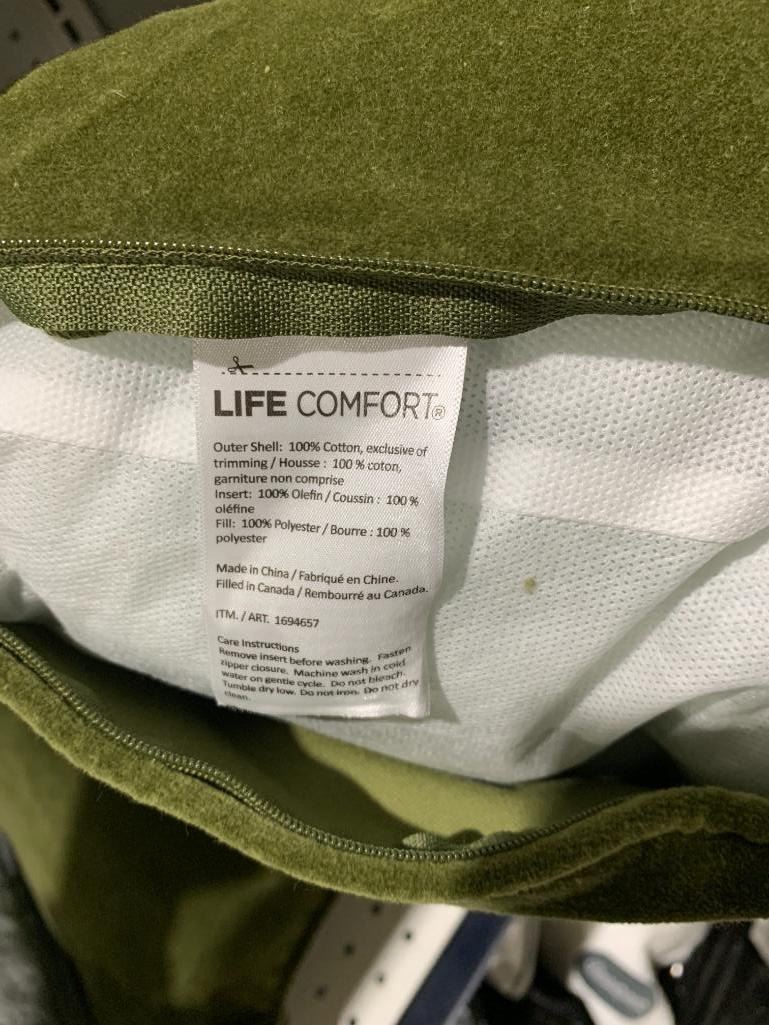 LIFE COMFORT®
Outer Shell: 100% Cotton, exclusive of
trimming / Housse : 100 % coton,
garniture non comprise
Insert: 100% Olefin / Coussin : 100 %
oléfine
Fill: 100% Polyester / Bourre : 100 %
polyester
Made in China / Fabriqué en Chine.
Filled in Canada / Rembourré au Canada.
ITM. / ART. 1694657
Care Instructions
Remove insert before washing. Fasten
zipper closure. Machine wash in cold
water on gentle cycle. Do not bleach.
Tumble dry low. Do not iron. Do not dry
clean.